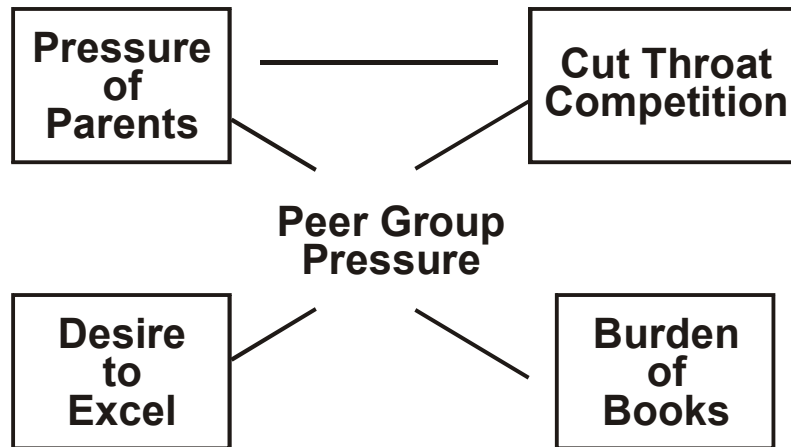 Pressure
of
Parents
Cut Throat
Competition
Peer Group
Pressure
Desire
to
Excel
Burden
of
Books